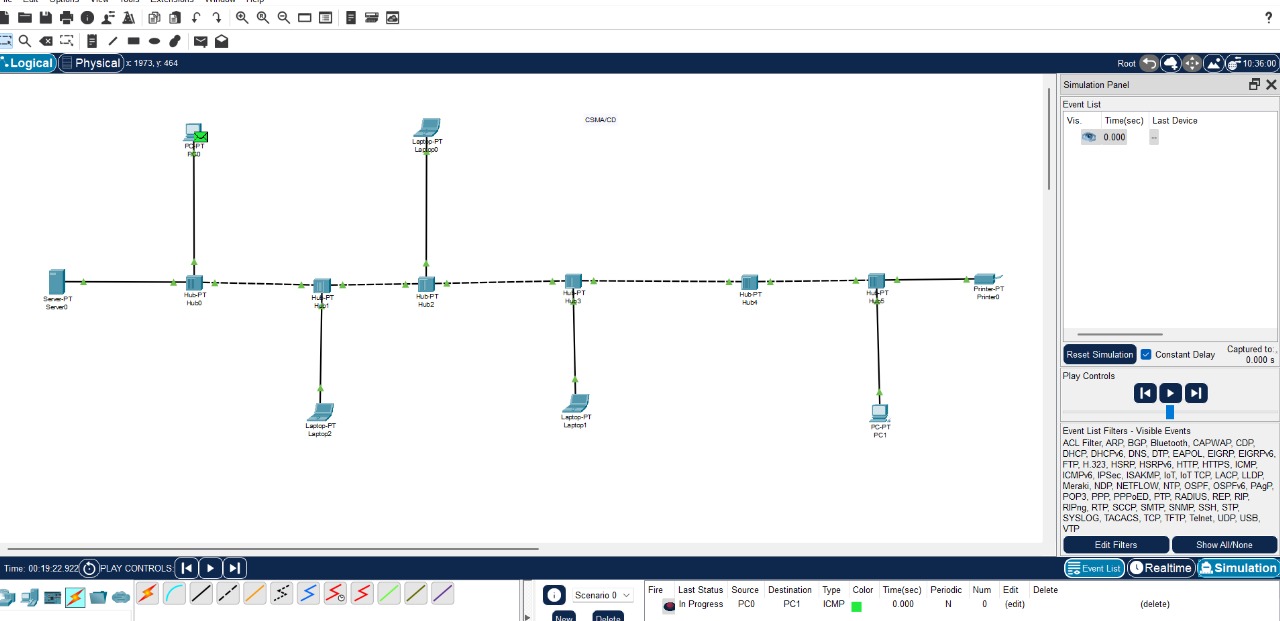 Options View Tools Extensions Window Help
?
Logical Physical x: 1973, y: 464 Root 10:36:00
Simulation Panel
Event List
Vis. Time(sec) Last Device
0.000 --
CSMA/CD
PC-PT
PC0
Laptop-PT
Laptop0
Server-PT
Server0
Hub-PT
Hub0
Hub-PT
Hub1
Hub-PT
Hub2
Hub-PT
Hub3
Hub-PT
Hub4
Hub-PT
Hub5
Printer-PT
Printer0
Laptop-PT
Laptop2
Laptop-PT
Laptop1
PC-PT
PC1
Reset Simulation Constant Delay Captured to:
0.000 s
Play Controls
Event List Filters - Visible Events
ACL Filter, ARP, BGP, Bluetooth, CAPWAP, CDP,
DHCP, DHCPv6, DNS, DTP, EAPOL, EIGRP, EIGRPv6,
FTP, H.323, HSRP, HSRPv6, HTTP, HTTPS, ICMP,
ICMPv6, IPSec, ISAKMP, IoT, IoT TCP, LACP, LLDP,
Meraki, NDP, NETFLOW, NTP, OSPF, OSPFv6, PAgP,
POP3, PPP, PPPoED, PTP, RADIUS, REP, RIP,
RIPng, RTP, SCCP, SMTP, SNMP, SSH, STP,
SYSLOG, TACACS, TCP, TFTP, Telnet, UDP, USB,
VTP
Edit Filters Show All/None
Time: 00:19:22.922 PLAY CONTROLS: Event List Realtime Simulation
Scenario 0
New Delete
Fire Last Status Source Destination Type Color Time(sec) Periodic Num Edit Delete
In Progress PC0 PC1 ICMP 0.000 N 0 (edit) (delete)